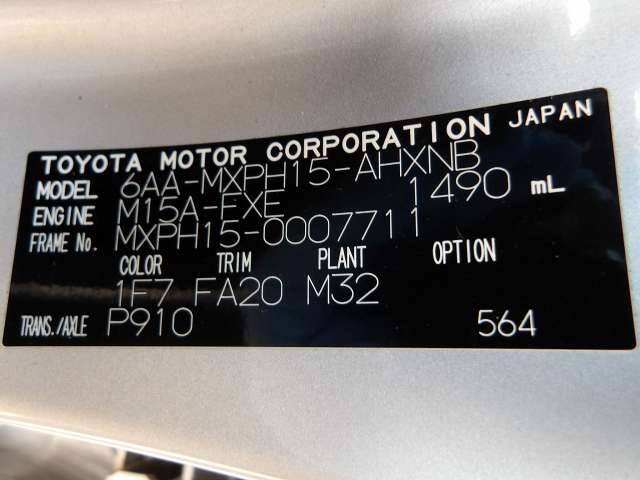 TOYOTA MOTOR CORPORATION JAPAN
MODEL 6AA-MXPH15-AHXNB
ENGINE M15A-FXE 1490 mL
FRAME No. MXPH15-0007711
COLOR TRIM PLANT OPTION
1F7 FA20 M32
TRANS./AXLE P910 564